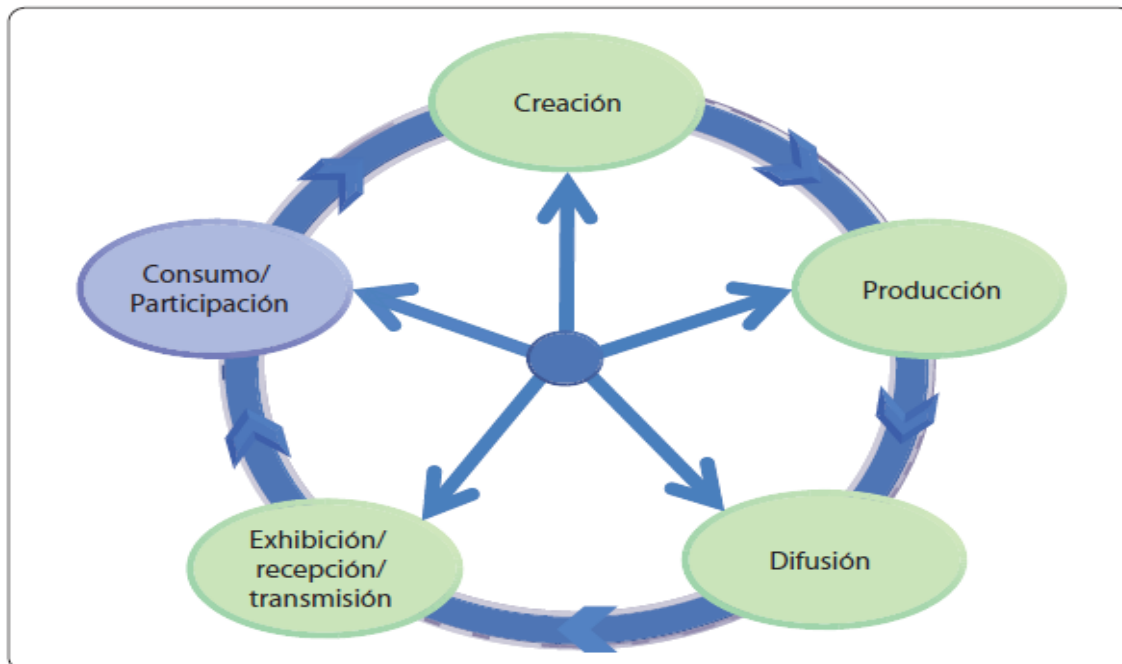 Creación
Producción
Difusión
Exhibición/
recepción/
transmisión
Consumo/
Participación